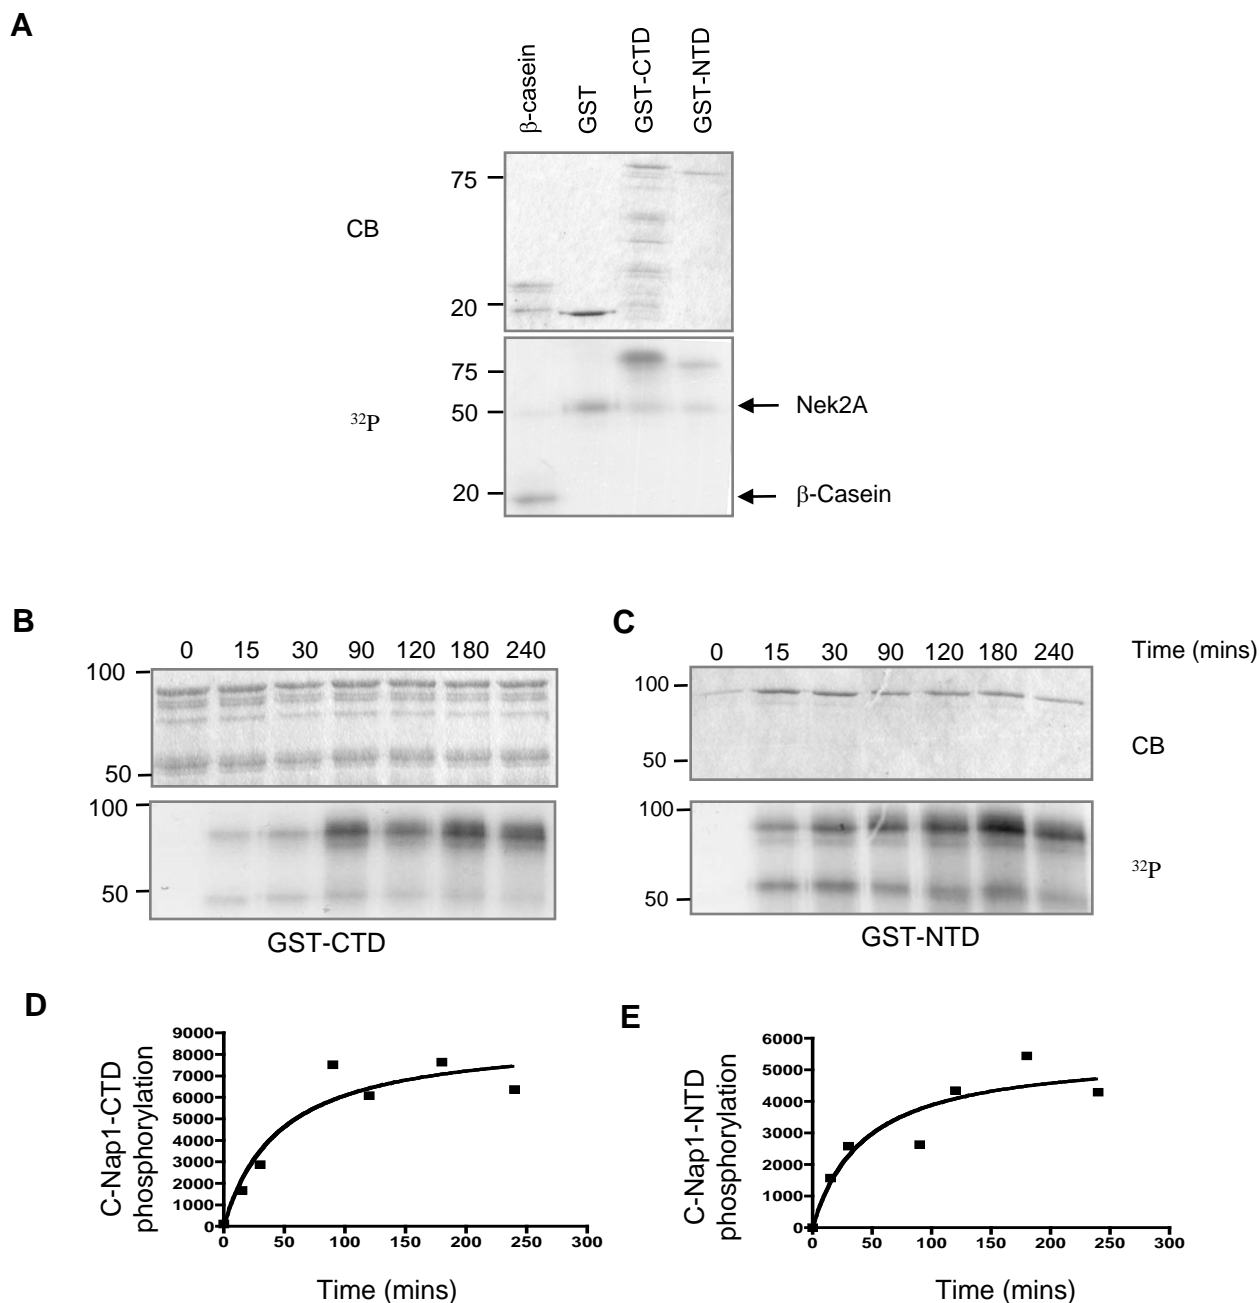 A
β-casein
GST
GST-CTD
GST-NTD
75
CB
20
75
50
Nek2A
32P
20
β-Casein
B
0 15 30 90 120 180 240
100
50
100
50
GST-CTD
C
0 15 30 90 120 180 240 Time (mins)
100
50
CB
100
50
32P
GST-NTD
D
C-Nap1-CTD
phosphorylation
9000
8000
7000
6000
5000
4000
3000
2000
1000
0
0 50 100 150 200 250 300
Time (mins)
E
C-Nap1-NTD
phosphorylation
6000
5000
4000
3000
2000
1000
0
0 50 100 150 200 250 300
Time (mins)